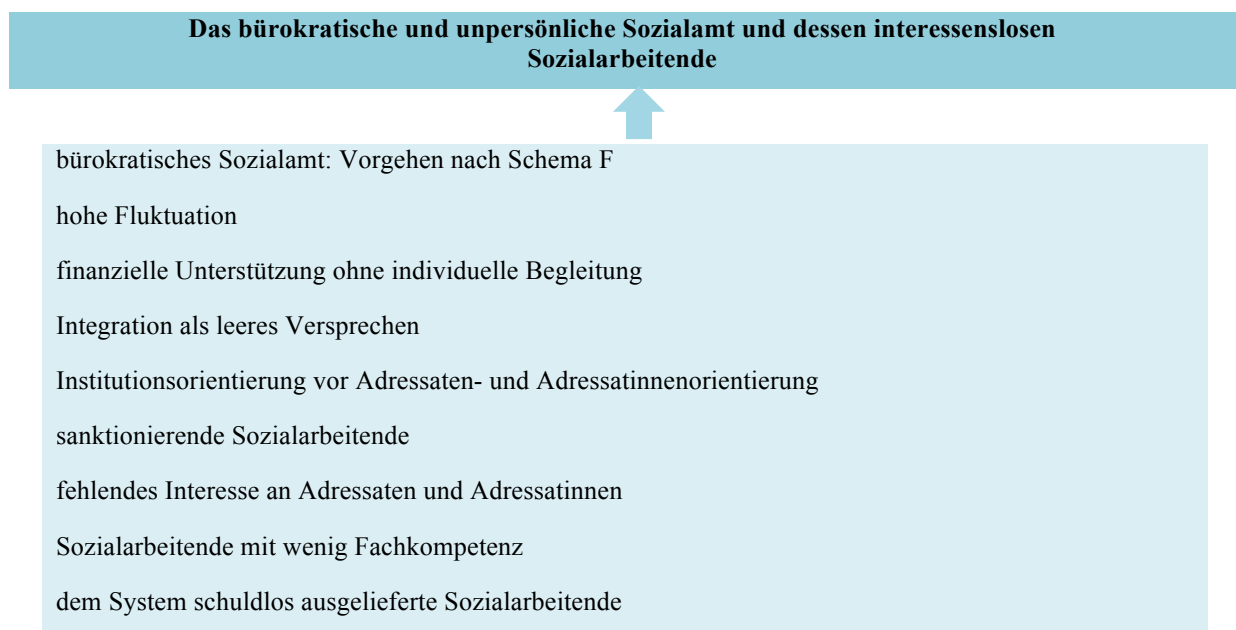 Das bürokratische und unpersönliche Sozialamt und dessen interessenslosen
Sozialarbeitende
bürokratisches Sozialamt: Vorgehen nach Schema F
hohe Fluktuation
finanzielle Unterstützung ohne individuelle Begleitung
Integration als leeres Versprechen
Institutionsorientierung vor Adressaten- und Adressatinnenorientierung
sanktionierende Sozialarbeitende
fehlendes Interesse an Adressaten und Adressatinnen
Sozialarbeitende mit wenig Fachkompetenz
dem System schuldlos ausgelieferte Sozialarbeitende